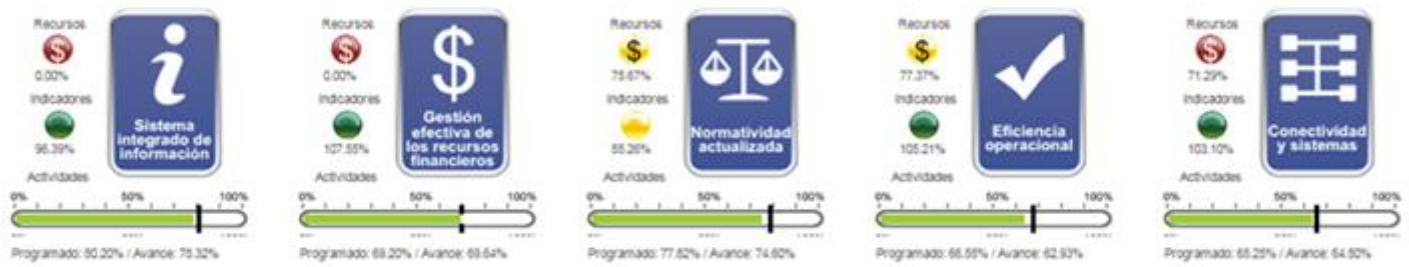 Recursos
$
0.00%
Indicadores
96.39%
Sistema
integrado de
información
Actividades
0% 50% 100%
Programado: 80.20% / Avance: 78.32%
Recursos
$
0.00%
Indicadores
107.55%
$
Gestión
efectiva de
los recursos
financieros
Actividades
0% 50% 100%
Programado: 69.20% / Avance: 69.64%
Recursos
$
75.67%
Indicadores
Normatividad
actualizada
Actividades
0% 50% 100%
Programado: 77.62% / Avance: 74.60%
Recursos
$
77.37%
Indicadores
105.21%
Eficiencia
operacional
Actividades
0% 50% 100%
Programado: 66.55% / Avance: 62.93%
Recursos
$
71.29%
Indicadores
103.10%
Conectividad
y sistemas
Actividades
0% 50% 100%
Programado: 65.25% / Avance: 64.50%